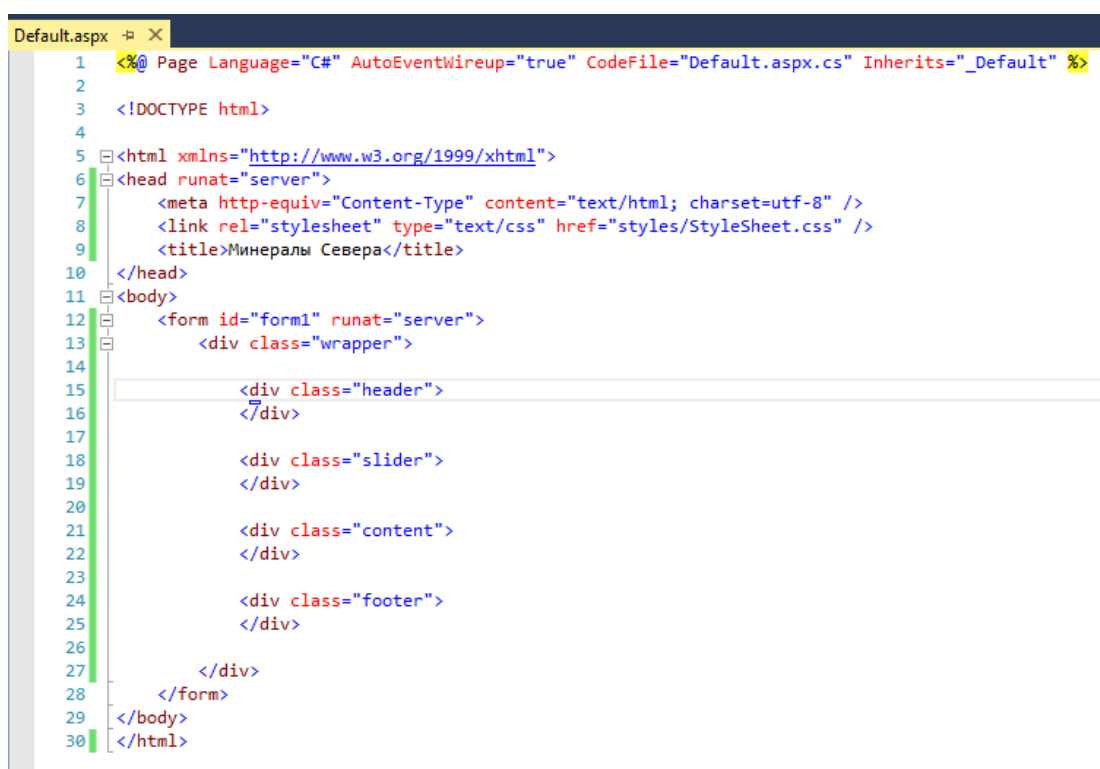 Default.aspx
1 <%@ Page Language="C#" AutoEventWireup="true" CodeFile="Default.aspx.cs" Inherits="_Default" %>
2
3 <!DOCTYPE html>
4
5 <html xmlns="http://www.w3.org/1999/xhtml">
6 <head runat="server">
7     <meta http-equiv="Content-Type" content="text/html; charset=utf-8" />
8     <link rel="stylesheet" type="text/css" href="styles/StyleSheet.css" />
9     <title>Минералы Севера</title>
10 </head>
11 <body>
12     <form id="form1" runat="server">
13         <div class="wrapper">
14
15             <div class="header">
16             </div>
17
18             <div class="slider">
19             </div>
20
21             <div class="content">
22             </div>
23
24             <div class="footer">
25             </div>
26
27         </div>
28     </form>
29 </body>
30 </html>